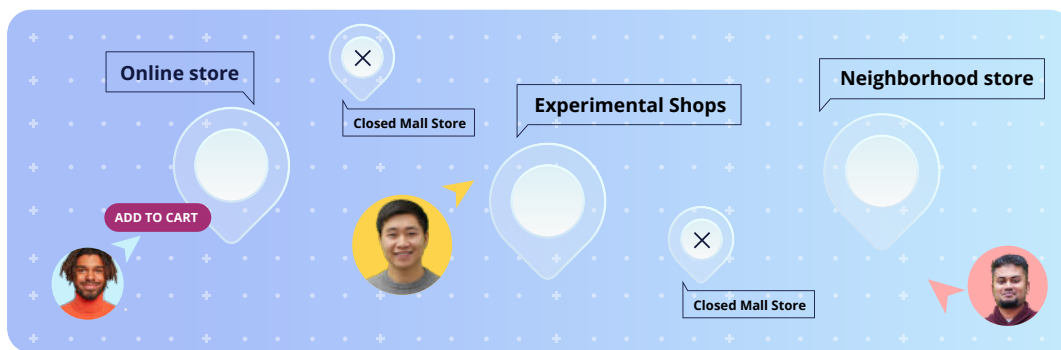 Online store
Closed Mall Store
Experimental Shops
Neighborhood store
ADD TO CART
Closed Mall Store